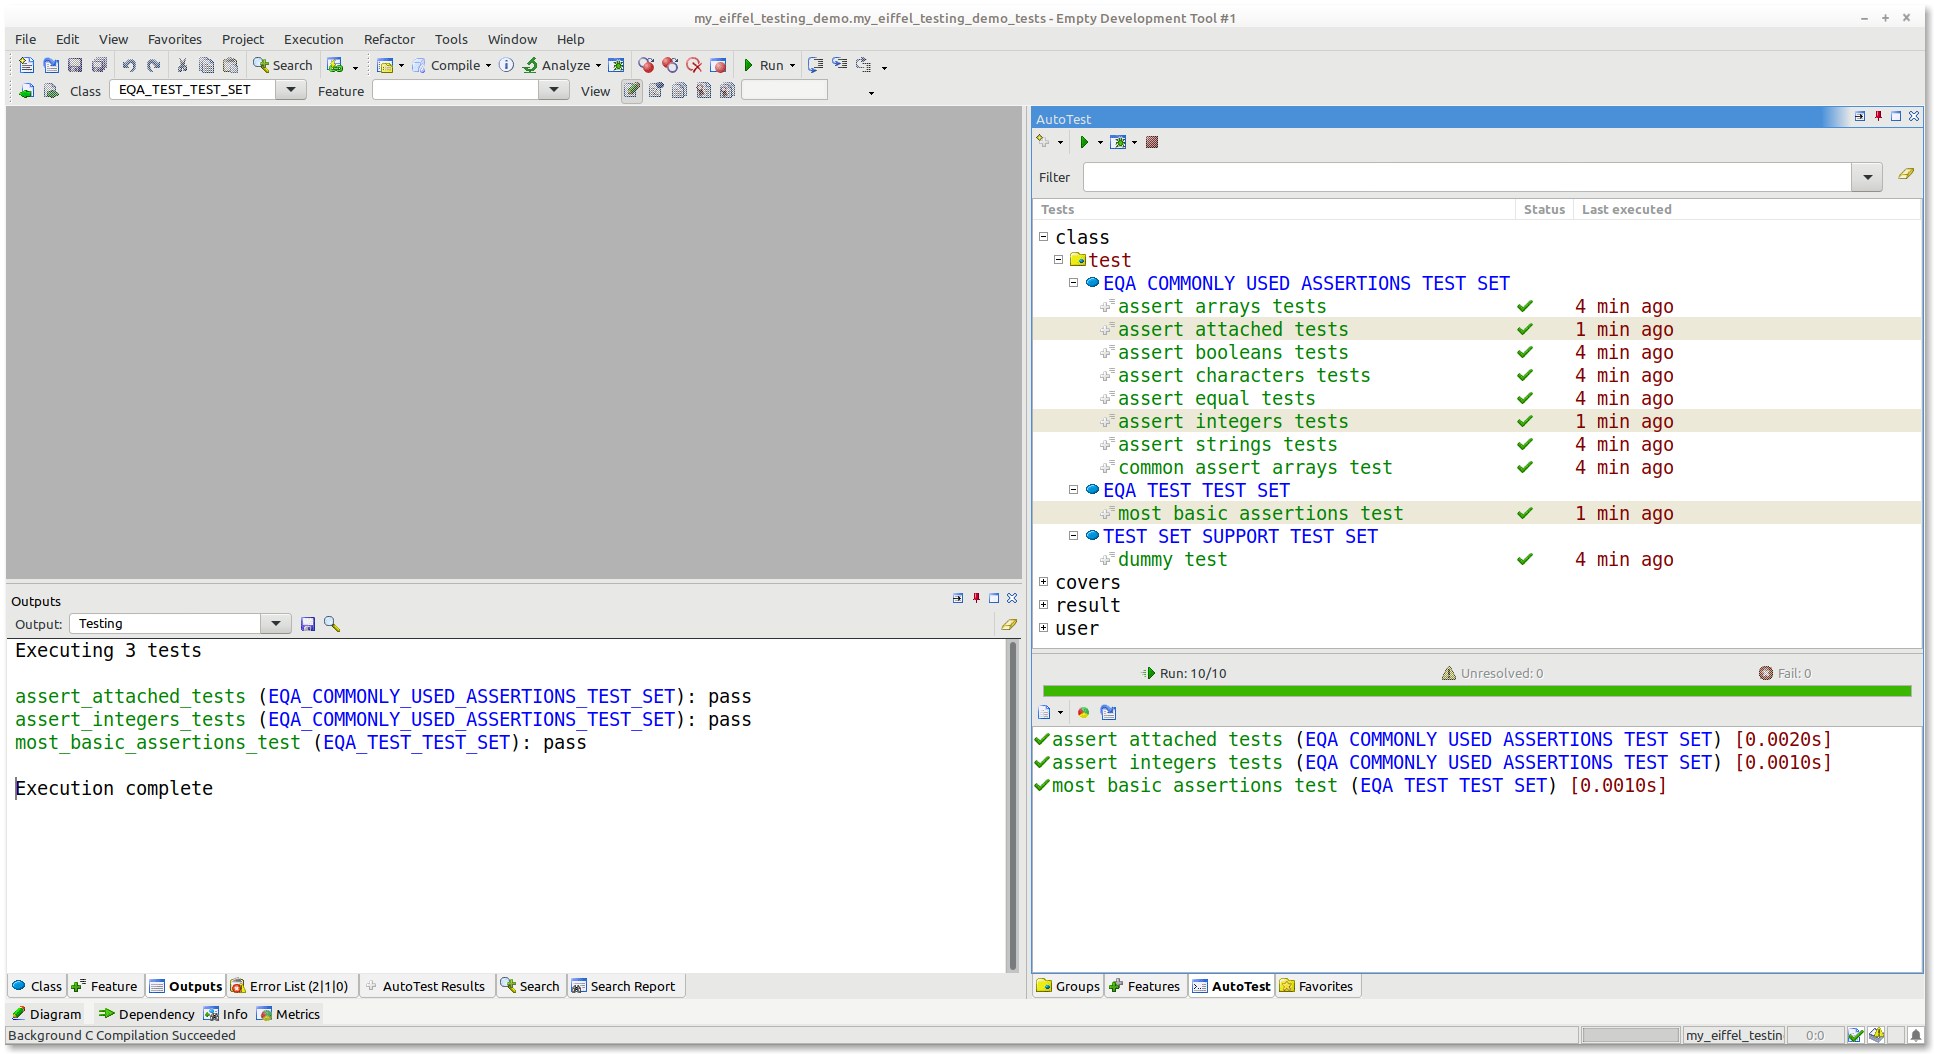 my_eiffel_testing_demo.my_eiffel_testing_demo_tests - Empty Development Tool #1
File Edit View Favorites Project Execution Refactor Tools Window Help
Search Compile Analyze Run
Class EQA_TEST_TEST_SET Feature View
AutoTest
Filter
Tests Status Last executed
class
test
EQA COMMONLY USED ASSERTIONS TEST SET
assert arrays tests 4 min ago
assert attached tests 1 min ago
assert booleans tests 4 min ago
assert characters tests 4 min ago
assert equal tests 4 min ago
assert integers tests 1 min ago
assert strings tests 4 min ago
common assert arrays test 4 min ago
EQA TEST TEST SET
most basic assertions test 1 min ago
TEST SET SUPPORT TEST SET
dummy test 4 min ago
covers
result
user
Run: 10/10 Unresolved: 0 Fail: 0
assert attached tests (EQA COMMONLY USED ASSERTIONS TEST SET) [0.0020s]
assert integers tests (EQA COMMONLY USED ASSERTIONS TEST SET) [0.0010s]
most basic assertions test (EQA TEST TEST SET) [0.0010s]
Groups Features AutoTest Favorites
Outputs
Output: Testing
Executing 3 tests
assert_attached_tests (EQA_COMMONLY_USED_ASSERTIONS_TEST_SET): pass
assert_integers_tests (EQA_COMMONLY_USED_ASSERTIONS_TEST_SET): pass
most_basic_assertions_test (EQA_TEST_TEST_SET): pass
Execution complete
Class Feature Outputs Error List (2|1|0) AutoTest Results Search Search Report
Diagram Dependency Info Metrics
Background C Compilation Succeeded my_eiffel_testin 0:0